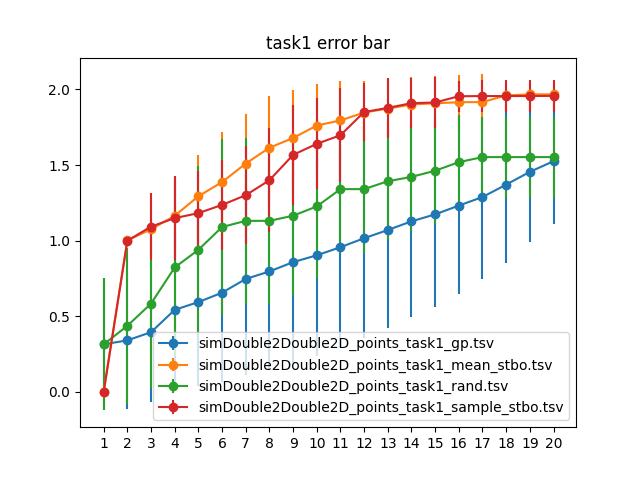 task1 error bar
2.0
1.5
1.0
0.5
0.0
simDouble2Double2D_points_task1_gp.tsv
simDouble2Double2D_points_task1_mean_stbo.tsv
simDouble2Double2D_points_task1_rand.tsv
simDouble2Double2D_points_task1_sample_stbo.tsv
1 2 3 4 5 6 7 8 9 10 11 12 13 14 15 16 17 18 19 20